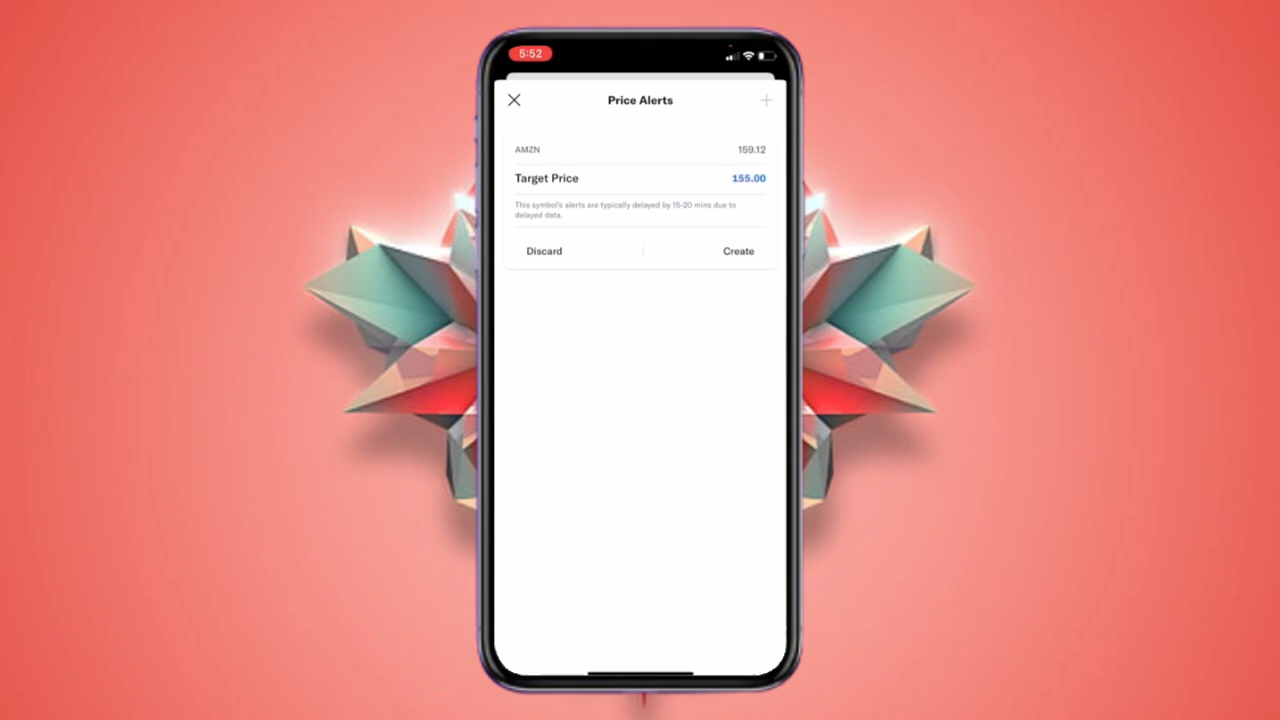 5:52
Price Alerts
AMZN 159.12
Target Price 155.00
This symbol's alerts are typically delayed by 15-20 mins due to
delayed data.
Discard Create